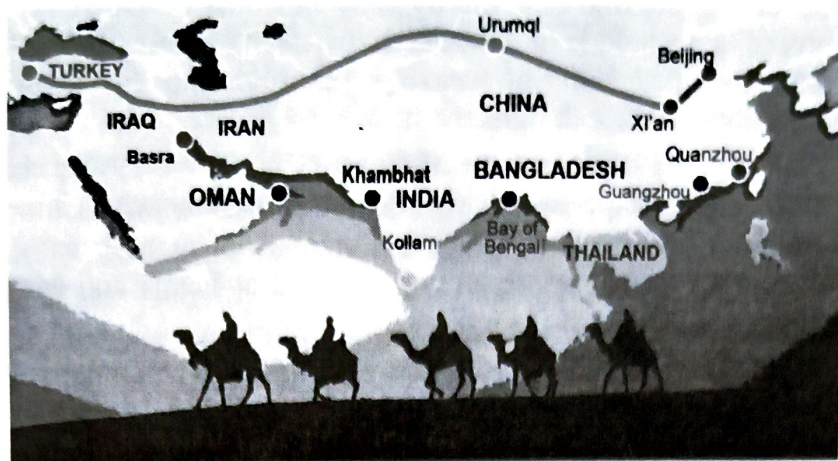 Urumqi
Beijing
TURKEY
CHINA
Xi'an
IRAQ
IRAN
Basra
Quanzhou
Khambhat
BANGLADESH
OMAN
INDIA
Guangzhou
Kollam
Bay of
Bengal
THAILAND